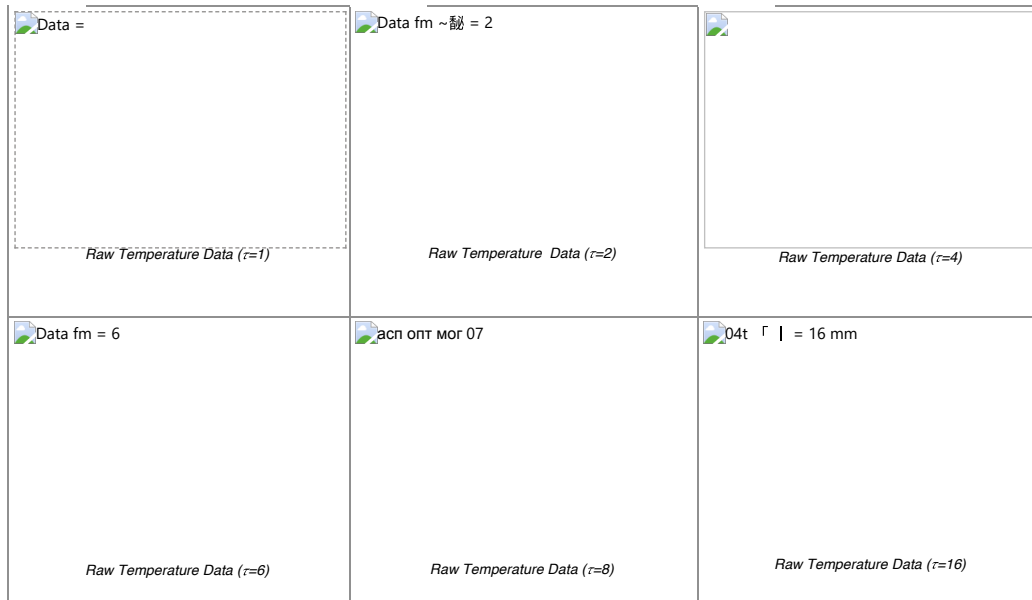 Data =
Data fm ~ 
= 2
Raw Temperature Data (τ=1)
Raw Temperature Data (τ=2)
Raw Temperature Data (τ=4)
Data fm = 6
асп опт мог 07
04t「 | = 16 mm
Raw Temperature Data (τ=6)
Raw Temperature Data (τ=8)
Raw Temperature Data (τ=16)